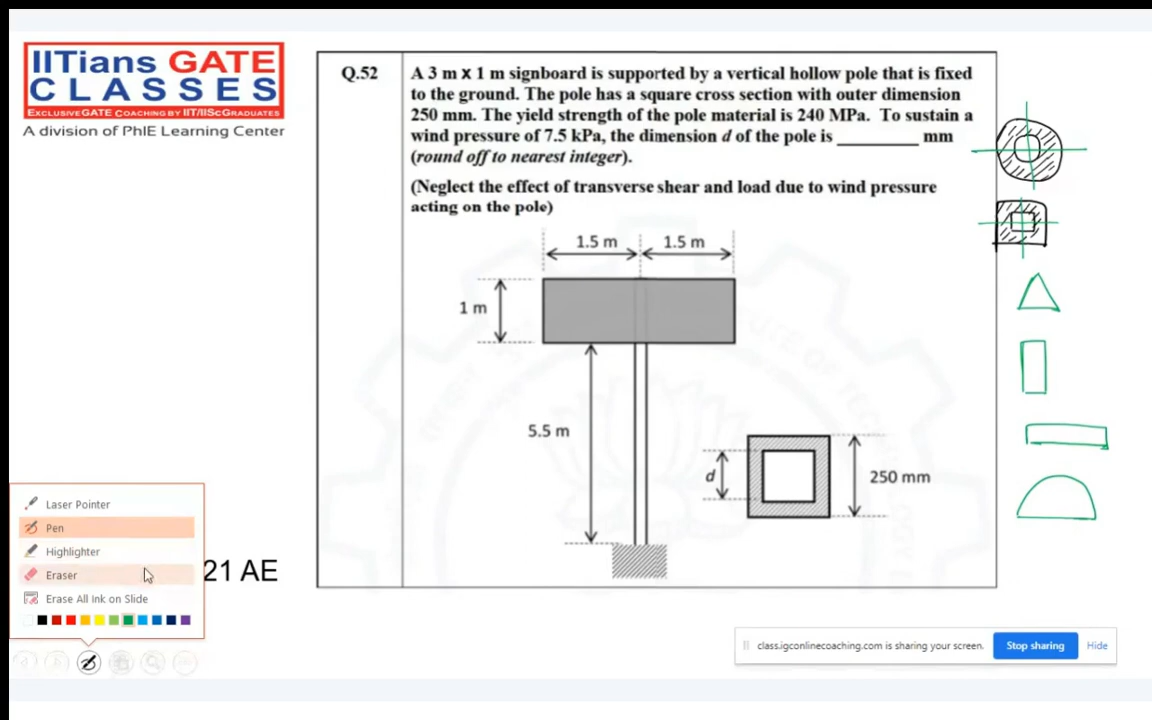 IITians GATE
CLASSES
EXCLUSIVE GATE COACHING BY IIT/IISC GRADUATES
A division of PhIE Learning Center
Q.52
A 3 m x 1 m signboard is supported by a vertical hollow pole that is fixed
to the ground. The pole has a square cross section with outer dimension
250 mm. The yield strength of the pole material is 240 MPa. To sustain a
wind pressure of 7.5 kPa, the dimension d of the pole is _________ mm
(round off to nearest integer).
(Neglect the effect of transverse shear and load due to wind pressure
acting on the pole)
1.5 m
1.5 m
1 m
5.5 m
d
250 mm
Laser Pointer
Pen
Highlighter
Eraser
Erase All Ink on Slide
21 AE
class.igconlinecoaching.com is sharing your screen.
Stop sharing
Hide